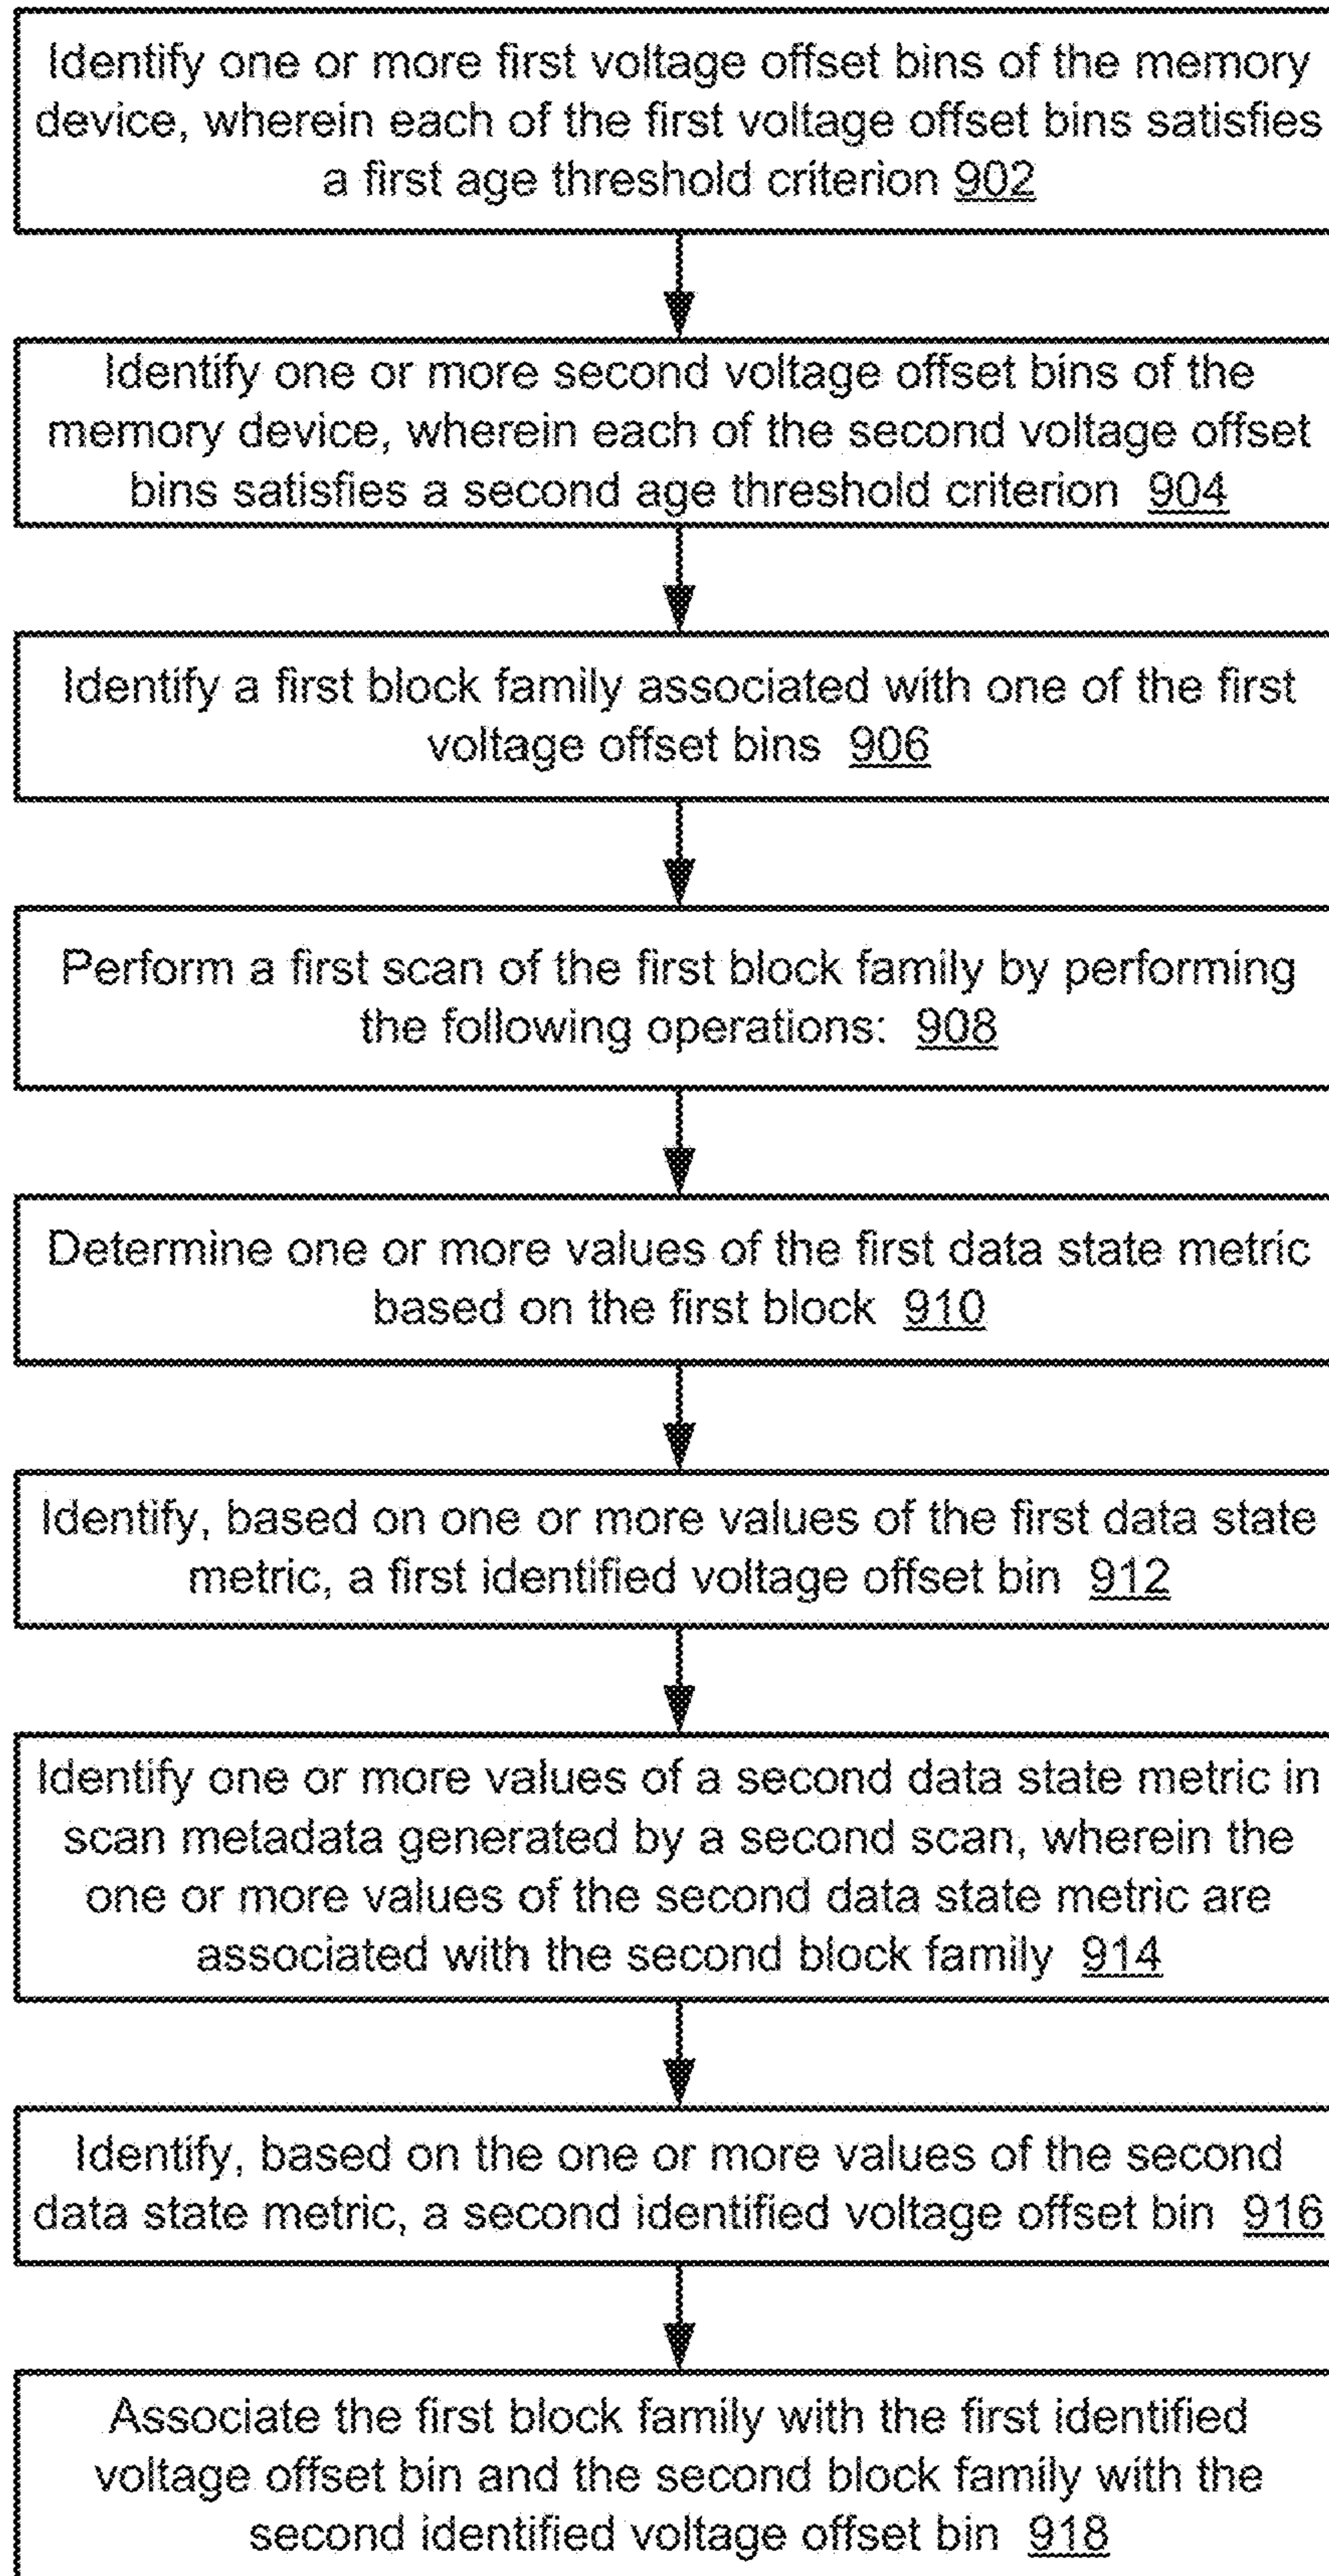 Identify one or more first voltage offset bins of the memory
device, wherein each of the first voltage offset bins satisfies
a first age threshold criterion 902
Identify one or more second voltage offset bins of the
memory device, wherein each of the second voltage offset
bins satisfies a second age threshold criterion 904
Identify a first block family associated with one of the first
voltage offset bins 906
Perform a first scan of the first block family by performing
the following operations: 908
Determine one or more values of the first data state metric
based on the first block 910
Identify, based on one or more values of the first data state
metric, a first identified voltage offset bin 912
Identify one or more values of a second data state metric in
scan metadata generated by a second scan, wherein the
one or more values of the second data state metric are
associated with the second block family 914
Identify, based on the one or more values of the second
data state metric, a second identified voltage offset bin 916
Associate the first block family with the first identified
voltage offset bin and the second block family with the
second identified voltage offset bin 918